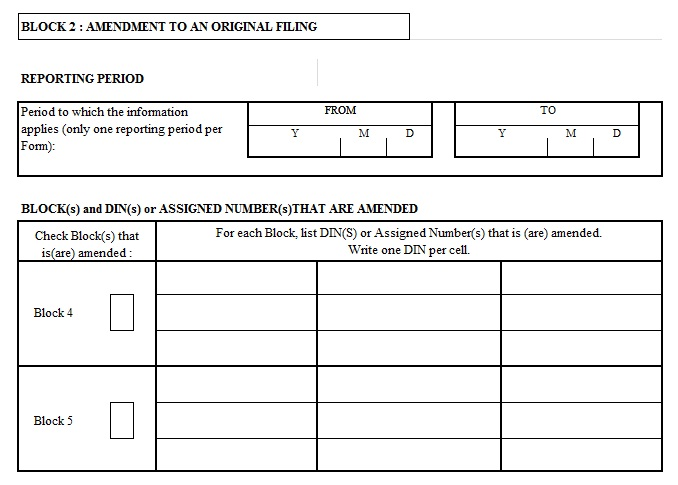 BLOCK 2 : AMENDMENT TO AN ORIGINAL FILING
REPORTING PERIOD
Period to which the information
applies (only one reporting period per
Form):
FROM
Y M D
TO
Y M D
BLOCK(s) and DIN(s) or ASSIGNED NUMBER(s)THAT ARE AMENDED
Check Block(s) that
is(are) amended :
For each Block, list DIN(S) or Assigned Number(s) that is (are) amended.
Write one DIN per cell.
Block 4
Block 5